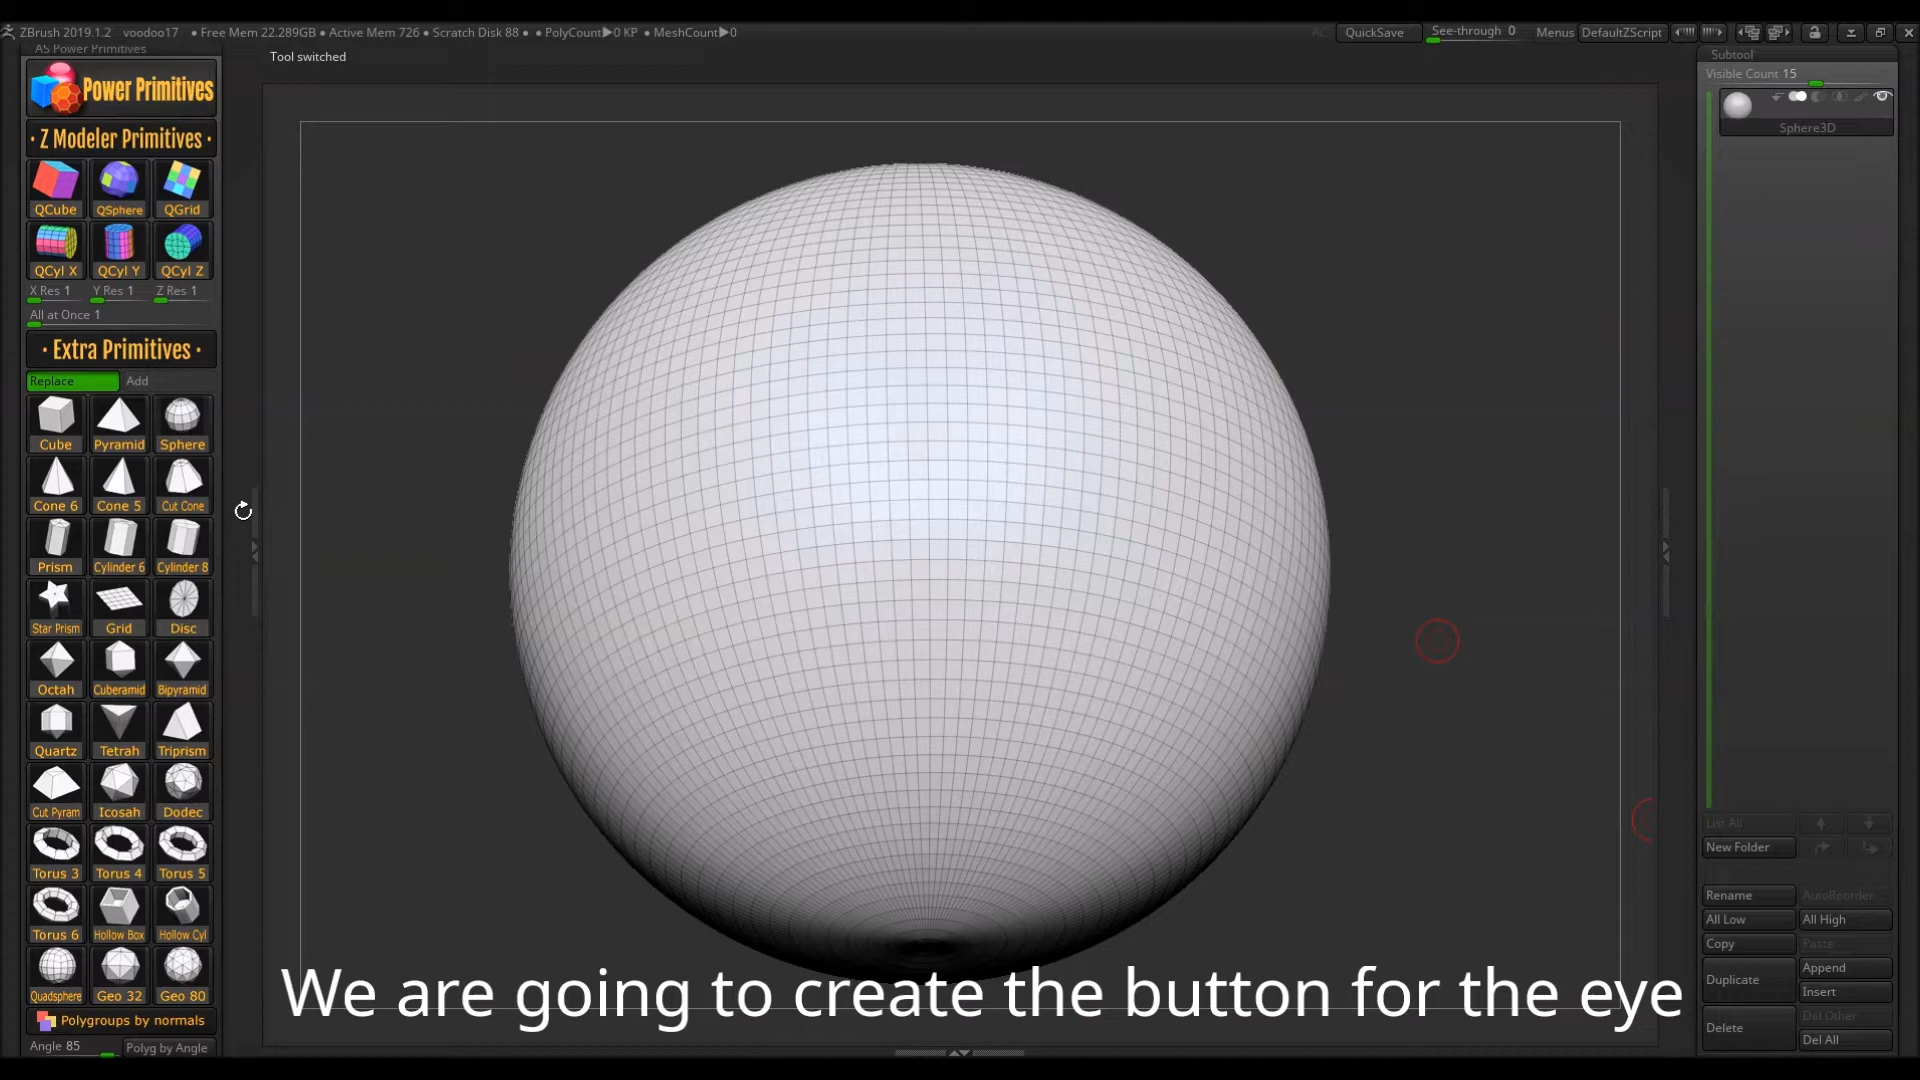 ZBrush 2019.1.2 voodoo17 • Free Mem 22.289GB • Active Mem 726 • Scratch Disk 88 • • PolyCount▶0 KP • MeshCount▶0
AC QuickSave See-through 0 Menus DefaultZScript
AS Power Primitives
Tool switched
Power Primitives
· Z Modeler Primitives ·
QCube QSphere QGrid
QCyl X QCyl Y QCyl Z
X Res 1 Y Res 1 Z Res 1
All at Once 1
· Extra Primitives ·
Replace Add
Cube Pyramid Sphere
Cone 6 Cone 5 Cut Cone
Prism Cylinder 6 Cylinder 8
Star Prism Grid Disc
Octah Cuberamid Bipyramid
Quartz Tetrah Triprism
Cut Pyram Icosah Dodec
Torus 3 Torus 4 Torus 5
Torus 6 Hollow Box Hollow Cyl
Quadsphere Geo 32 Geo 80
Polygroups by normals
Angle 85 Polyg by Angle
We are going to create the button for the eye
Subtool
Visible Count 15
Sphere3D
List All
New Folder
Rename AutoReorder
All Low All High
Copy Paste
Duplicate Append
Insert
Delete Del Other
Del All